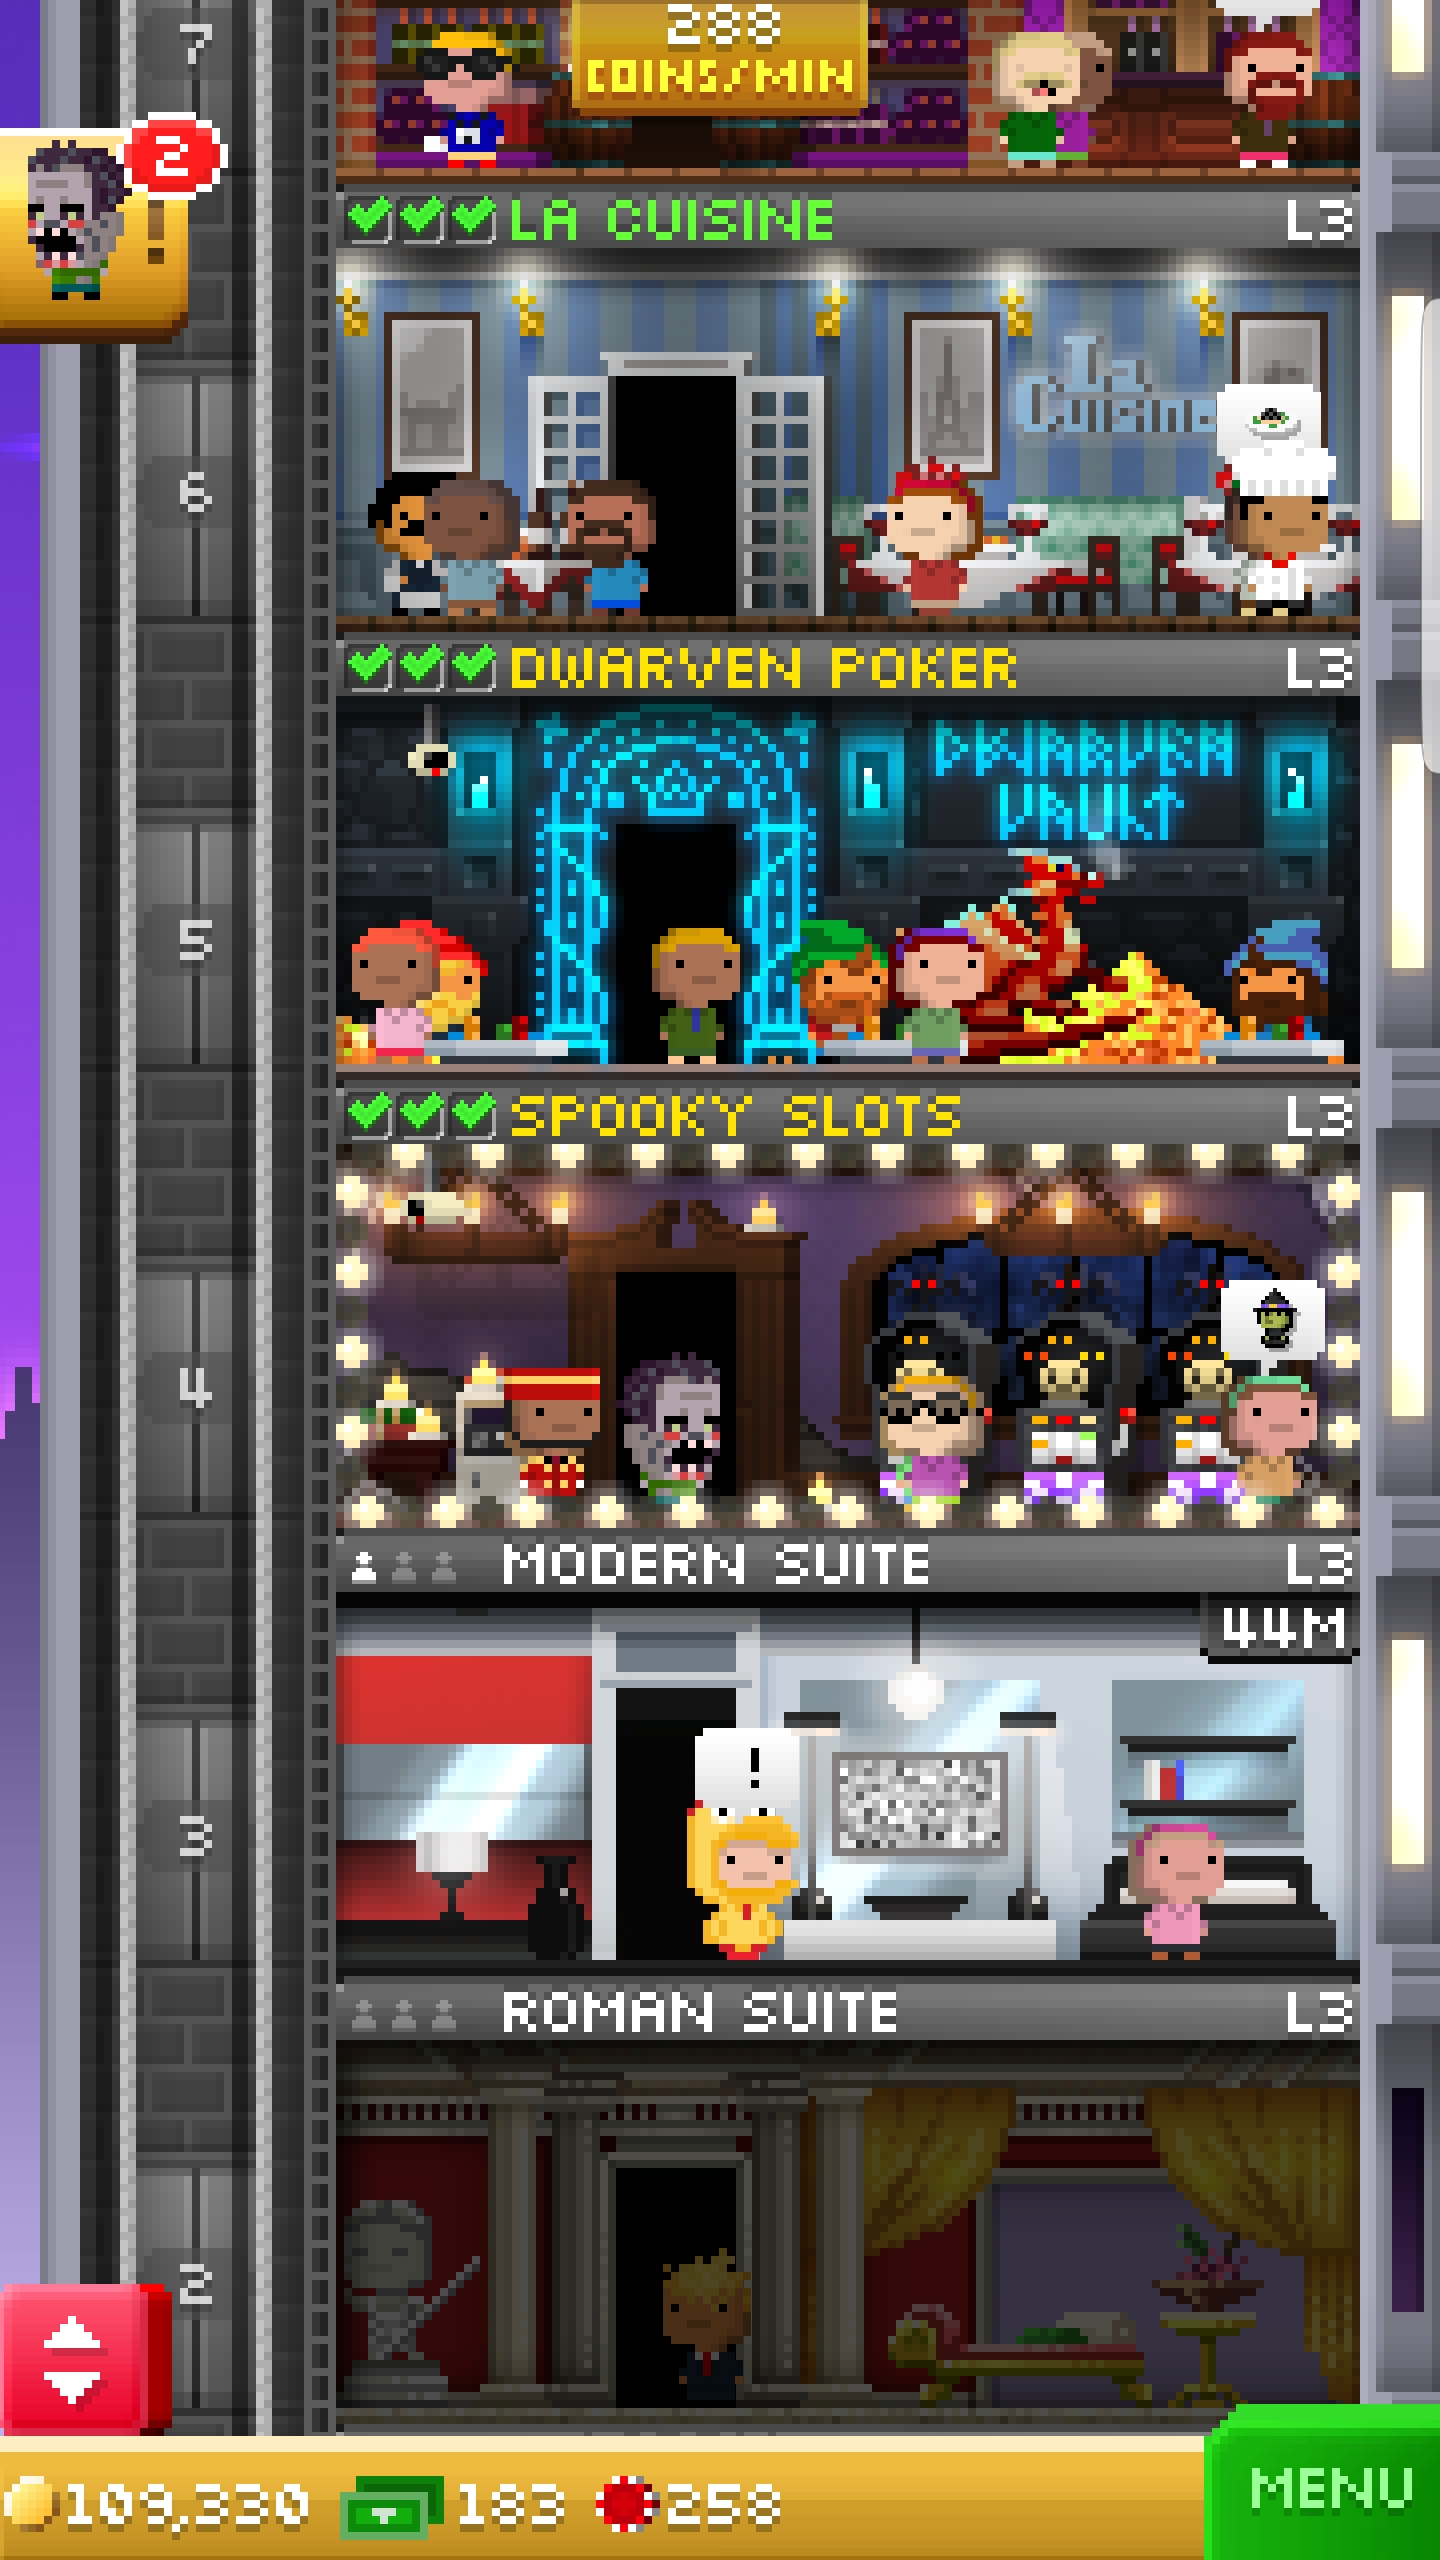 7
288
COINS/MIN
2
!
LA CUISINE
L3
La
Cuisine
6
DWARVEN POKER
L3
DWARVEN
VAULT
5
SPOOKY SLOTS
L3
4
MODERN SUITE
L3
44M
!
3
ROMAN SUITE
L3
2
109,330
183
258
MENU